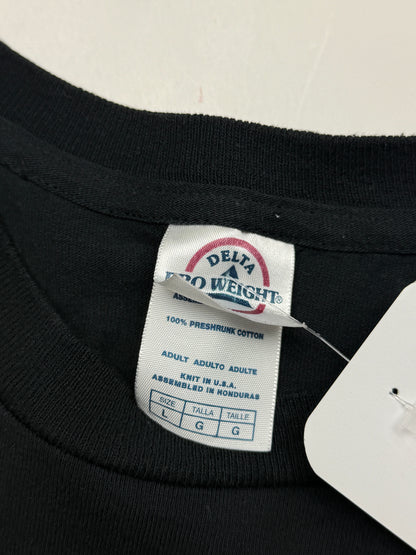 DELTA
PRO WEIGHT®
100% PRESHRUNK COTTON
ADULT ADULTO ADULTE
KNIT IN U.S.A.
ASSEMBLED IN HONDURAS
SIZE TALLA TAILLE
L G G